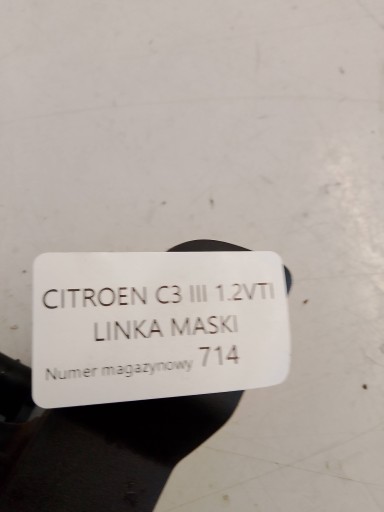 CITROEN C3 III 1.2VTI
LINKA MASKI
Numer magazynowy 714